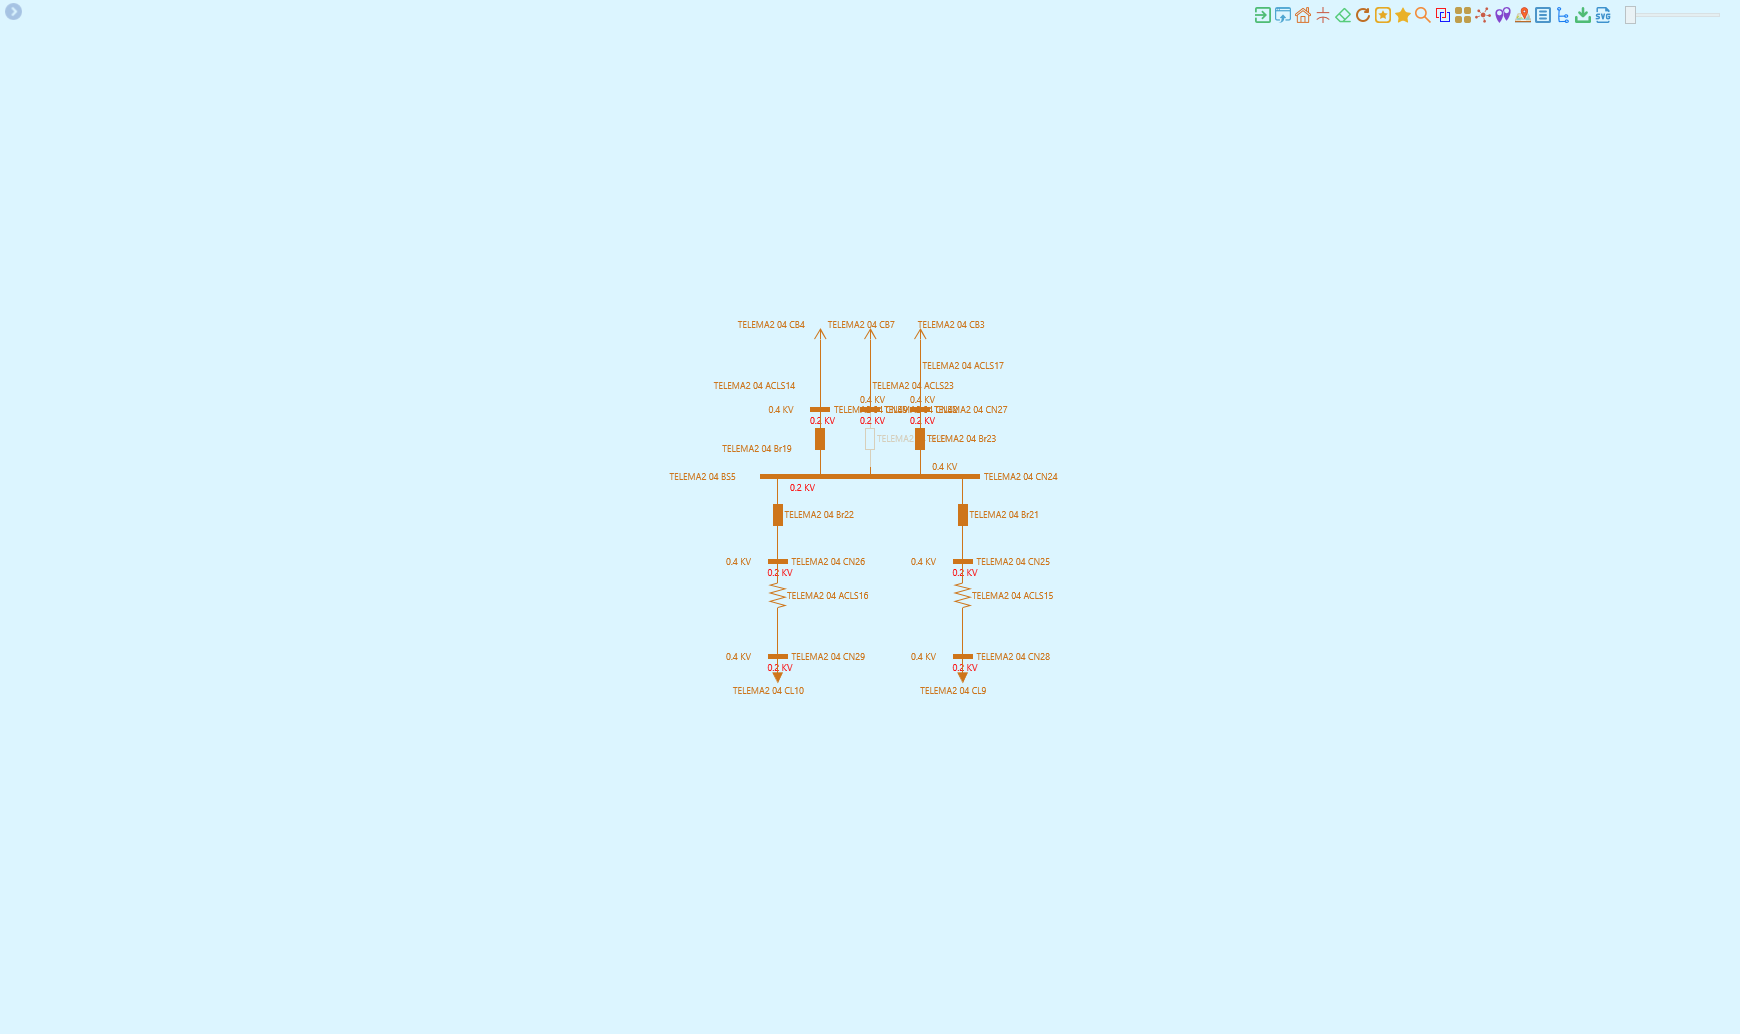 SVG
TELEMA2 04 CB4
TELEMA2 04 CB7
TELEMA2 04 CB3
TELEMA2 04 ACLS17
TELEMA2 04 ACLS14
TELEMA2 04 ACLS23
0.4 KV
0.4 KV
0.4 KV
TELEMA2 04 CN27
0.2 KV
0.2 KV
0.2 KV
TELEMA2
TELEMA2 04 Br23
TELEMA2 04 Br19
0.4 KV
TELEMA2 04 BS5
TELEMA2 04 CN24
0.2 KV
TELEMA2 04 Br22
TELEMA2 04 Br21
0.4 KV
TELEMA2 04 CN26
0.4 KV
TELEMA2 04 CN25
0.2 KV
0.2 KV
TELEMA2 04 ACLS16
TELEMA2 04 ACLS15
0.4 KV
TELEMA2 04 CN29
0.4 KV
TELEMA2 04 CN28
0.2 KV
0.2 KV
TELEMA2 04 CL10
TELEMA2 04 CL9